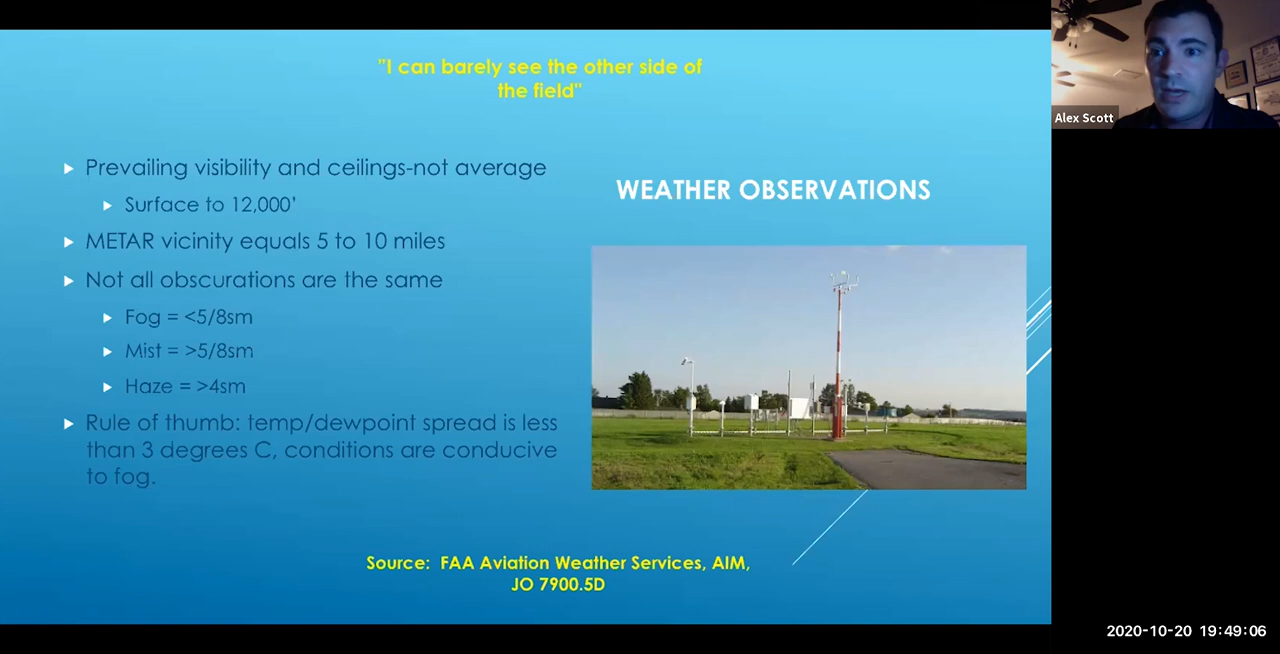 "I can barely see the other side of
the field"
Prevailing visibility and ceilings-not average
Surface to 12,000'
METAR vicinity equals 5 to 10 miles
Not all obscurations are the same
Fog = <5/8sm
Mist = >5/8sm
Haze = >4sm
Rule of thumb: temp/dewpoint spread is less
than 3 degrees C, conditions are conducive
to fog.
WEATHER OBSERVATIONS
Source: FAA Aviation Weather Services, AIM,
JO 7900.5D
Alex Scott
2020-10-20 19:49:06